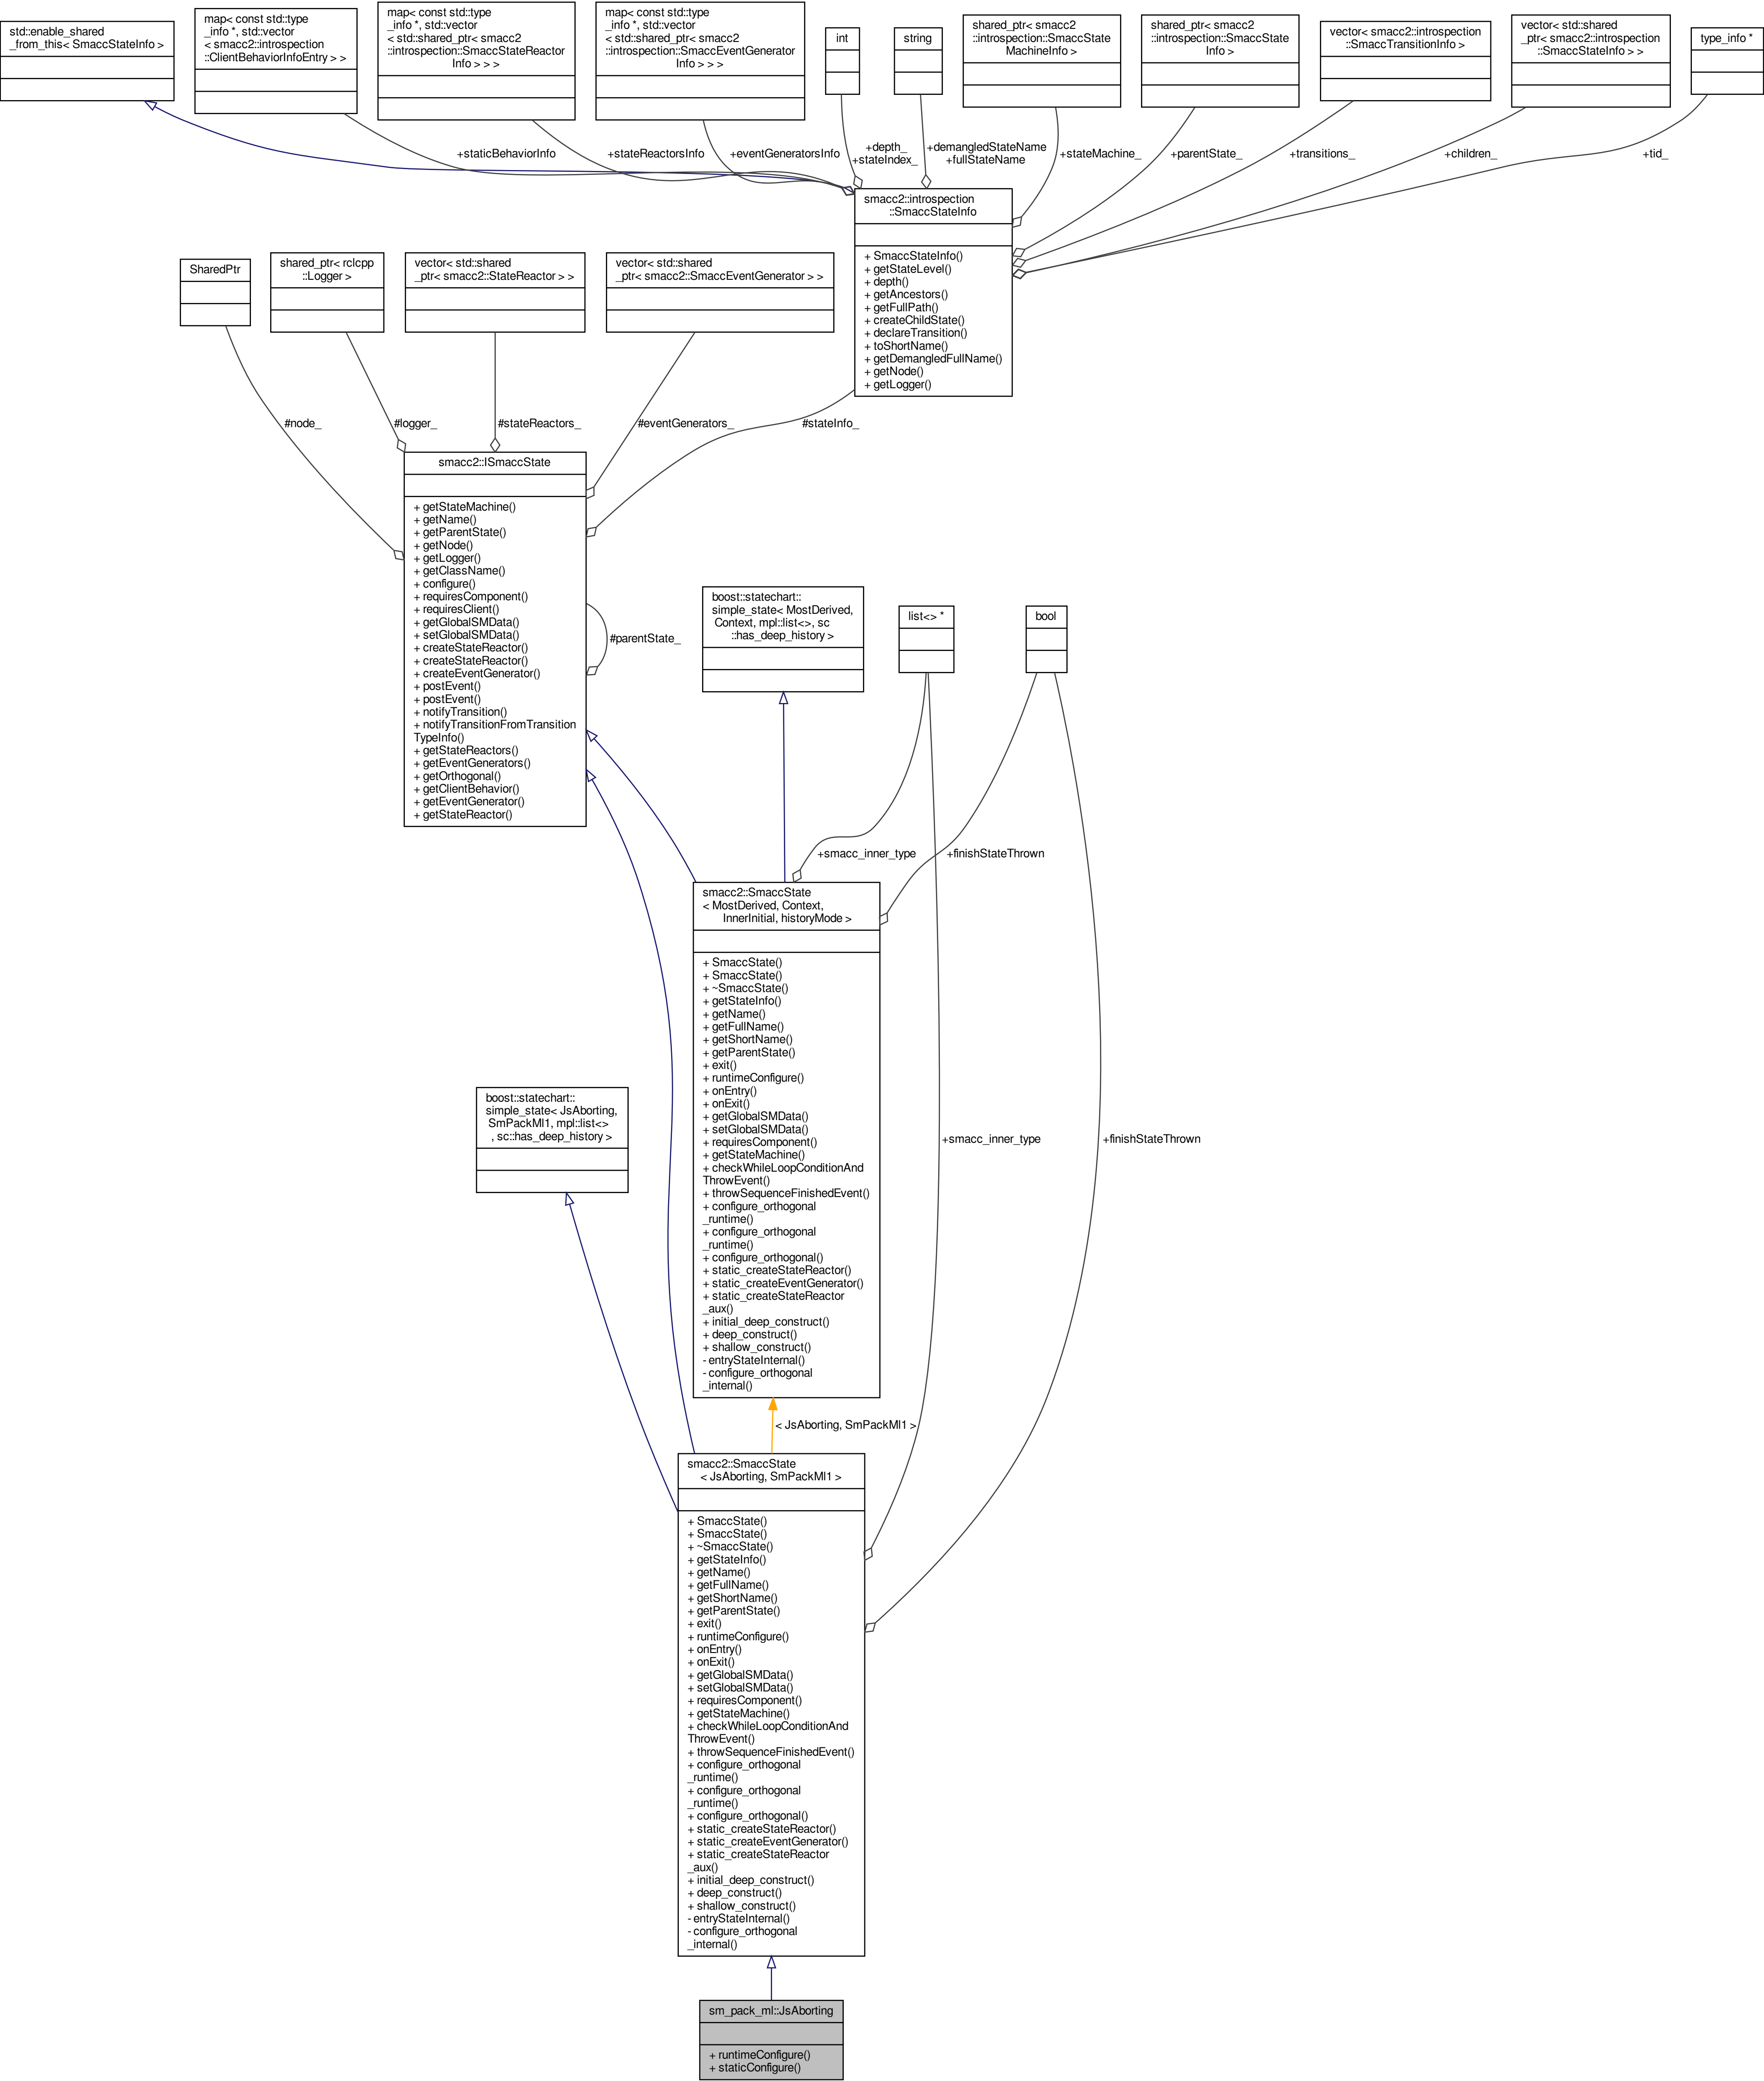 std::enable_shared
_from_this< SmaccStateInfo >
map< const std::type
_info *, std::vector
< smacc2::introspection
::ClientBehaviorInfoEntry > >
map< const std::type
_info *, std::vector
< std::shared_ptr< smacc2
::introspection::SmaccStateReactor
Info > > >
map< const std::type
_info *, std::vector
< std::shared_ptr< smacc2
::introspection::SmaccEventGenerator
Info > > >
int
string
shared_ptr< smacc2
::introspection::SmaccState
MachineInfo >
shared_ptr< smacc2
::introspection::SmaccState
Info >
vector< smacc2::introspection
::SmaccTransitionInfo >
vector< std::shared
_ptr< smacc2::introspection
::SmaccStateInfo > >
type_info *
+staticBehaviorInfo
+stateReactorsInfo
+eventGeneratorsInfo
+depth_
+stateIndex_
+demangledStateName
+fullStateName
+stateMachine_
+parentState_
+transitions_
+children_
+tid_
smacc2::introspection
::SmaccStateInfo
+ SmaccStateInfo()
+ getStateLevel()
+ depth()
+ getAncestors()
+ getFullPath()
+ createChildState()
+ declareTransition()
+ toShortName()
+ getDemangledFullName()
+ getNode()
+ getLogger()
SharedPtr
shared_ptr< rclcpp
::Logger >
vector< std::shared
_ptr< smacc2::StateReactor > >
vector< std::shared
_ptr< smacc2::SmaccEventGenerator > >
#node_
#logger_
#stateReactors_
#eventGenerators_
#stateInfo_
smacc2::ISmaccState
+ getStateMachine()
+ getName()
+ getParentState()
+ getNode()
+ getLogger()
+ getClassName()
+ configure()
+ requiresComponent()
+ requiresClient()
+ getGlobalSMData()
+ setGlobalSMData()
+ createStateReactor()
+ createStateReactor()
+ createEventGenerator()
+ postEvent()
+ postEvent()
+ notifyTransition()
+ notifyTransitionFromTransition
TypeInfo()
+ getStateReactors()
+ getEventGenerators()
+ getOrthogonal()
+ getClientBehavior()
+ getEventGenerator()
+ getStateReactor()
#parentState_
boost::statechart::
simple_state< MostDerived,
Context, mpl::list<>, sc
::has_deep_history >
list<> *
bool
+smacc_inner_type
+finishStateThrown
smacc2::SmaccState
< MostDerived, Context,
InnerInitial, historyMode >
+ SmaccState()
+ SmaccState()
+ ~SmaccState()
+ getStateInfo()
+ getName()
+ getFullName()
+ getShortName()
+ getParentState()
+ exit()
+ runtimeConfigure()
+ onEntry()
+ onExit()
+ getGlobalSMData()
+ setGlobalSMData()
+ requiresComponent()
+ getStateMachine()
+ checkWhileLoopConditionAnd
ThrowEvent()
+ throwSequenceFinishedEvent()
+ configure_orthogonal
_runtime()
+ configure_orthogonal
_runtime()
+ configure_orthogonal()
+ static_createStateReactor()
+ static_createEventGenerator()
+ static_createStateReactor
_aux()
+ initial_deep_construct()
+ deep_construct()
+ shallow_construct()
- entryStateInternal()
- configure_orthogonal
_internal()
boost::statechart::
simple_state< JsAborting,
SmPackMl1, mpl::list<>
, sc::has_deep_history >
+smacc_inner_type
+finishStateThrown
< JsAborting, SmPackMl1 >
smacc2::SmaccState
< JsAborting, SmPackMl1 >
+ SmaccState()
+ SmaccState()
+ ~SmaccState()
+ getStateInfo()
+ getName()
+ getFullName()
+ getShortName()
+ getParentState()
+ exit()
+ runtimeConfigure()
+ onEntry()
+ onExit()
+ getGlobalSMData()
+ setGlobalSMData()
+ requiresComponent()
+ getStateMachine()
+ checkWhileLoopConditionAnd
ThrowEvent()
+ throwSequenceFinishedEvent()
+ configure_orthogonal
_runtime()
+ configure_orthogonal
_runtime()
+ configure_orthogonal()
+ static_createStateReactor()
+ static_createEventGenerator()
+ static_createStateReactor
_aux()
+ initial_deep_construct()
+ deep_construct()
+ shallow_construct()
- entryStateInternal()
- configure_orthogonal
_internal()
sm_pack_ml::JsAborting
+ runtimeConfigure()
+ staticConfigure()